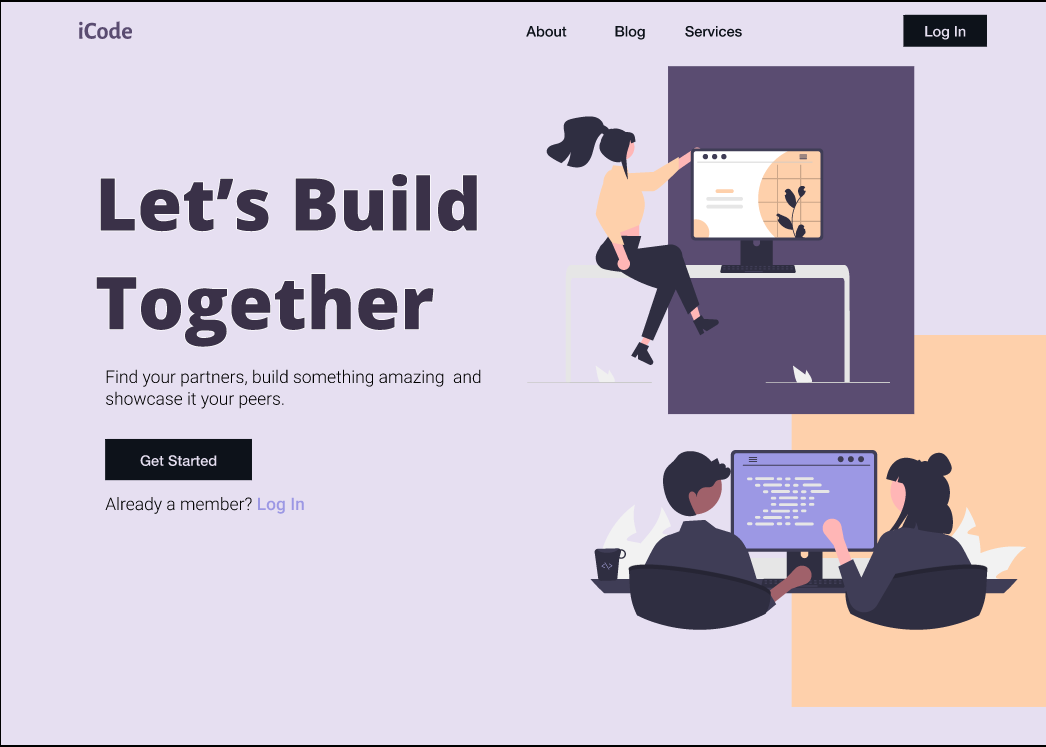 iCode
About Blog Services Log In
Let’s Build
Together
Find your partners, build something amazing  and
showcase it your peers.
Get Started
Already a member? Log In